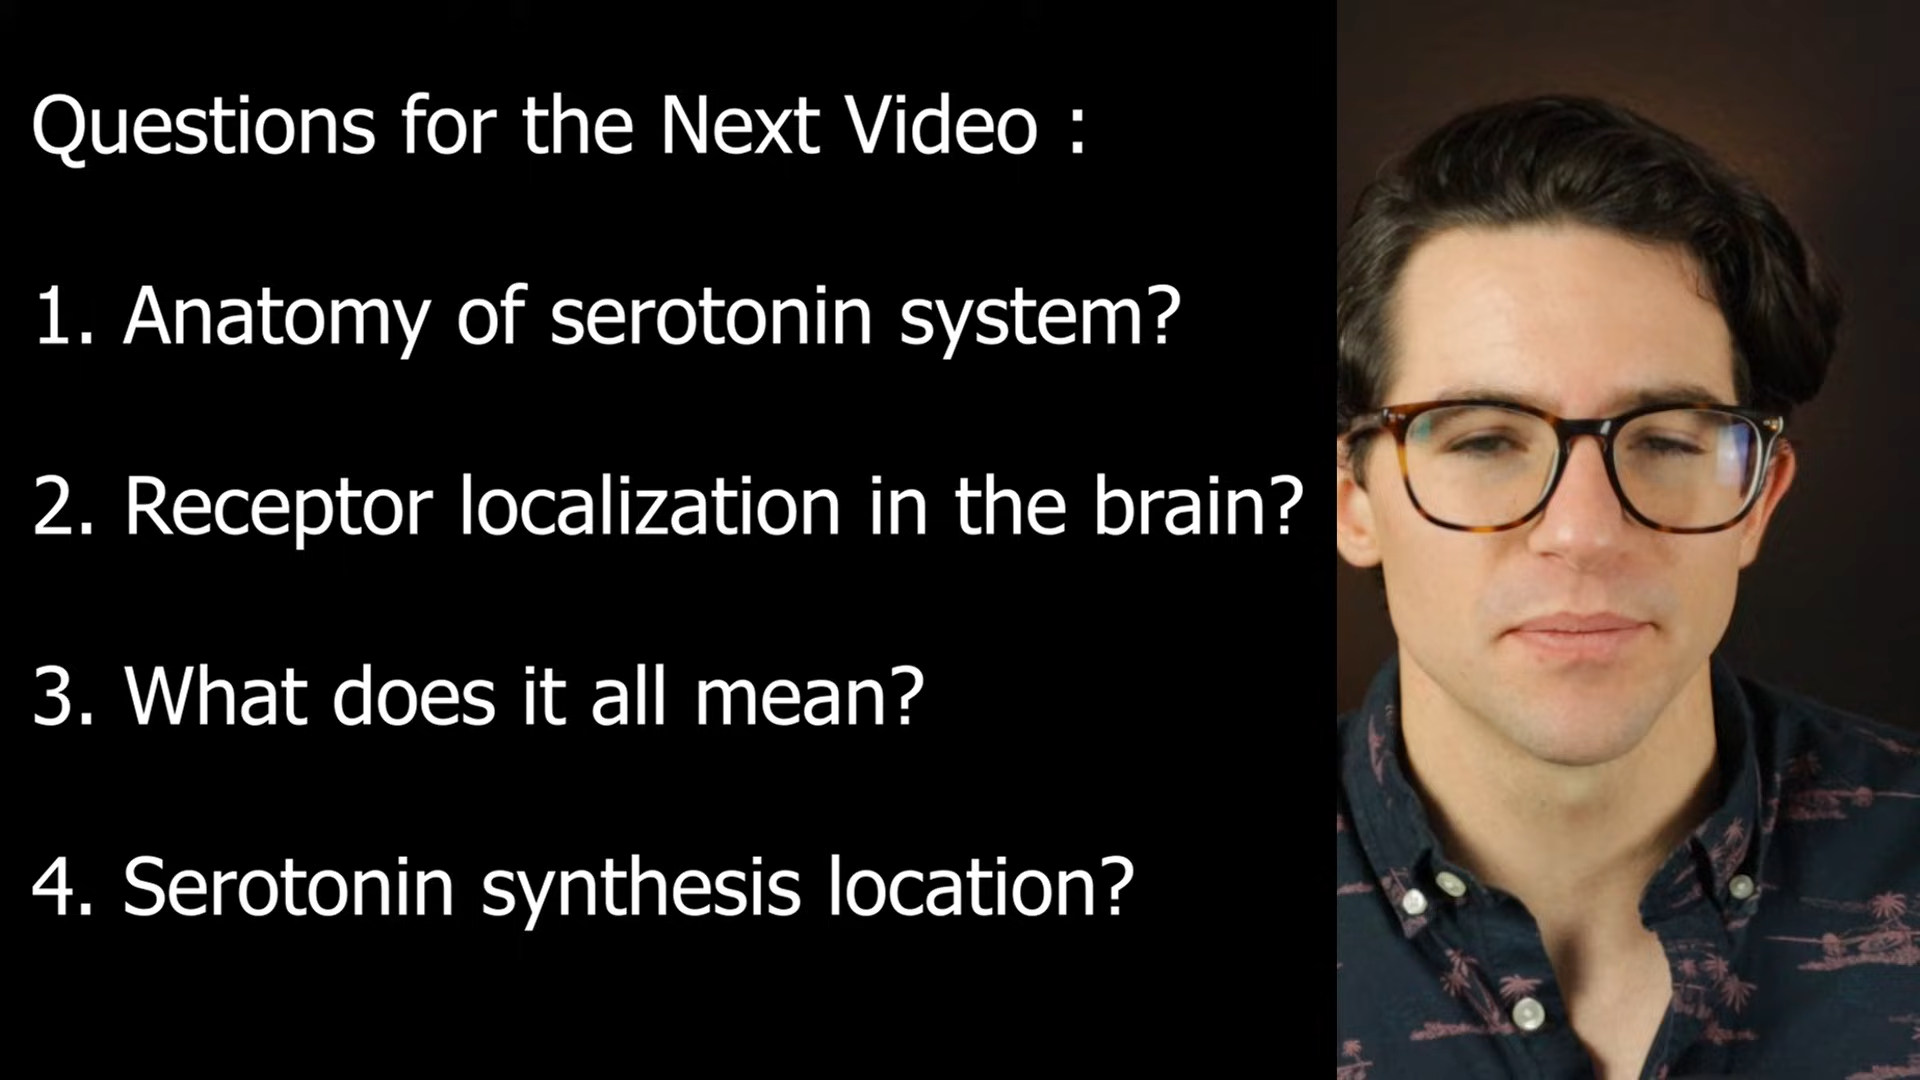 Questions for the Next Video :
1. Anatomy of serotonin system?
2. Receptor localization in the brain?
3. What does it all mean?
4. Serotonin synthesis location?